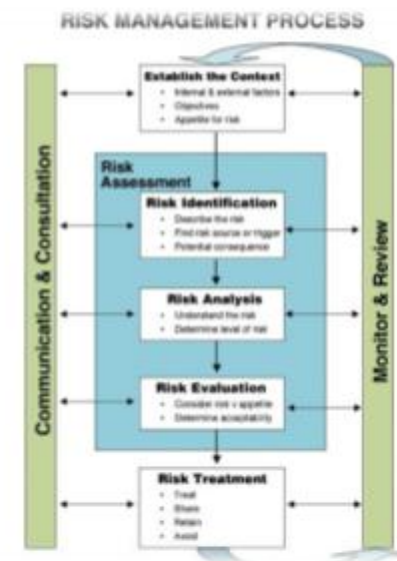 RISK MANAGEMENT PROCESS
Establish the Context
• Internal & external factors
• Objectives
• Appetite for risk
Risk
Assessment
Risk Identification
• Describe the risk
• Find risk source or trigger
• Potential consequence
Risk Analysis
• Understand the risk
• Determine level of risk
Risk Evaluation
• Consider risk v appetite
• Determine acceptability
Risk Treatment
• Treat
• Share
• Retain
• Avoid
Communication & Consultation
Monitor & Review